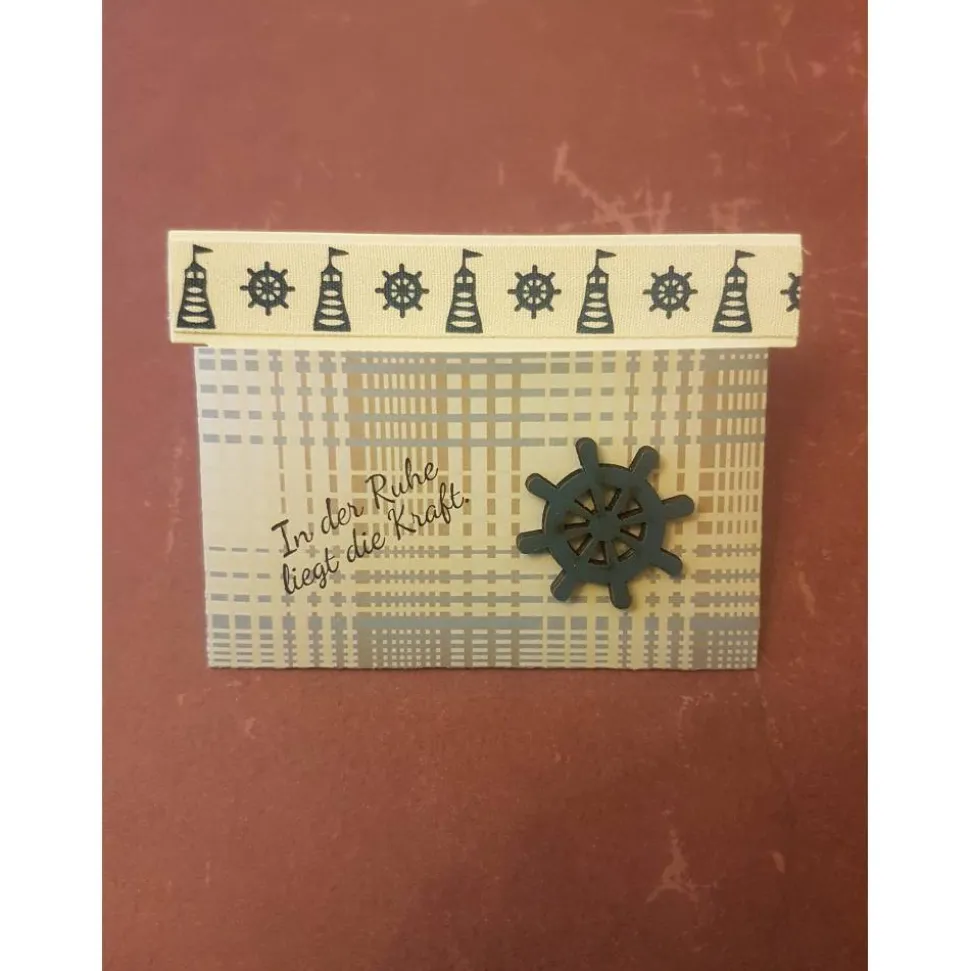 In der Ruhe
liegt die Kraft.